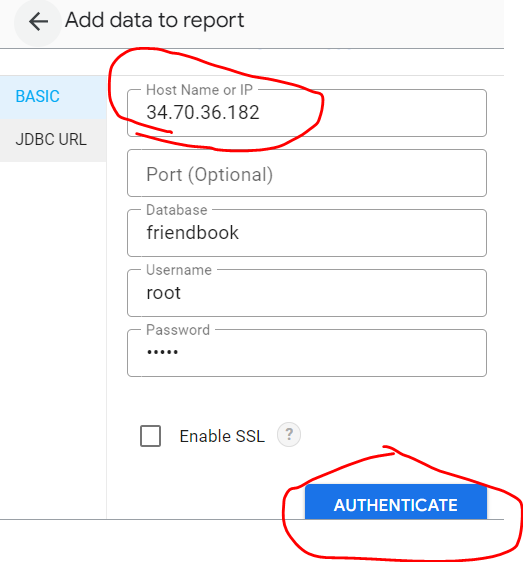 Add data to report
BASIC
JDBC URL
Host Name or IP
34.70.36.182
Port (Optional)
Database
friendbook
Username
root
Password
•••••
Enable SSL ?
AUTHENTICATE